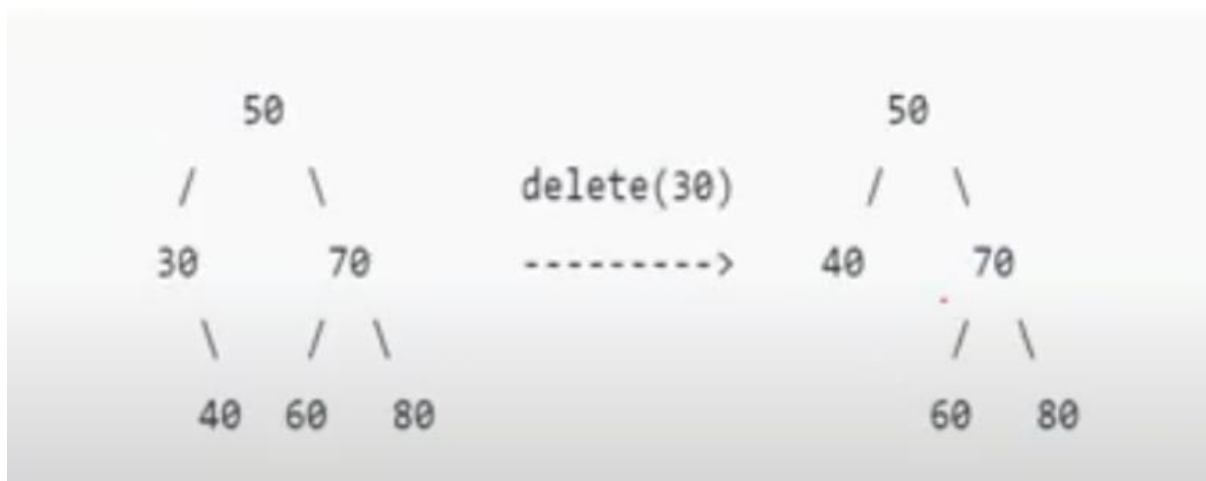 50 50
/ \ delete(30) / \
30 70 ---------> 40 70
\ / \ / \
40 60 80 60 80